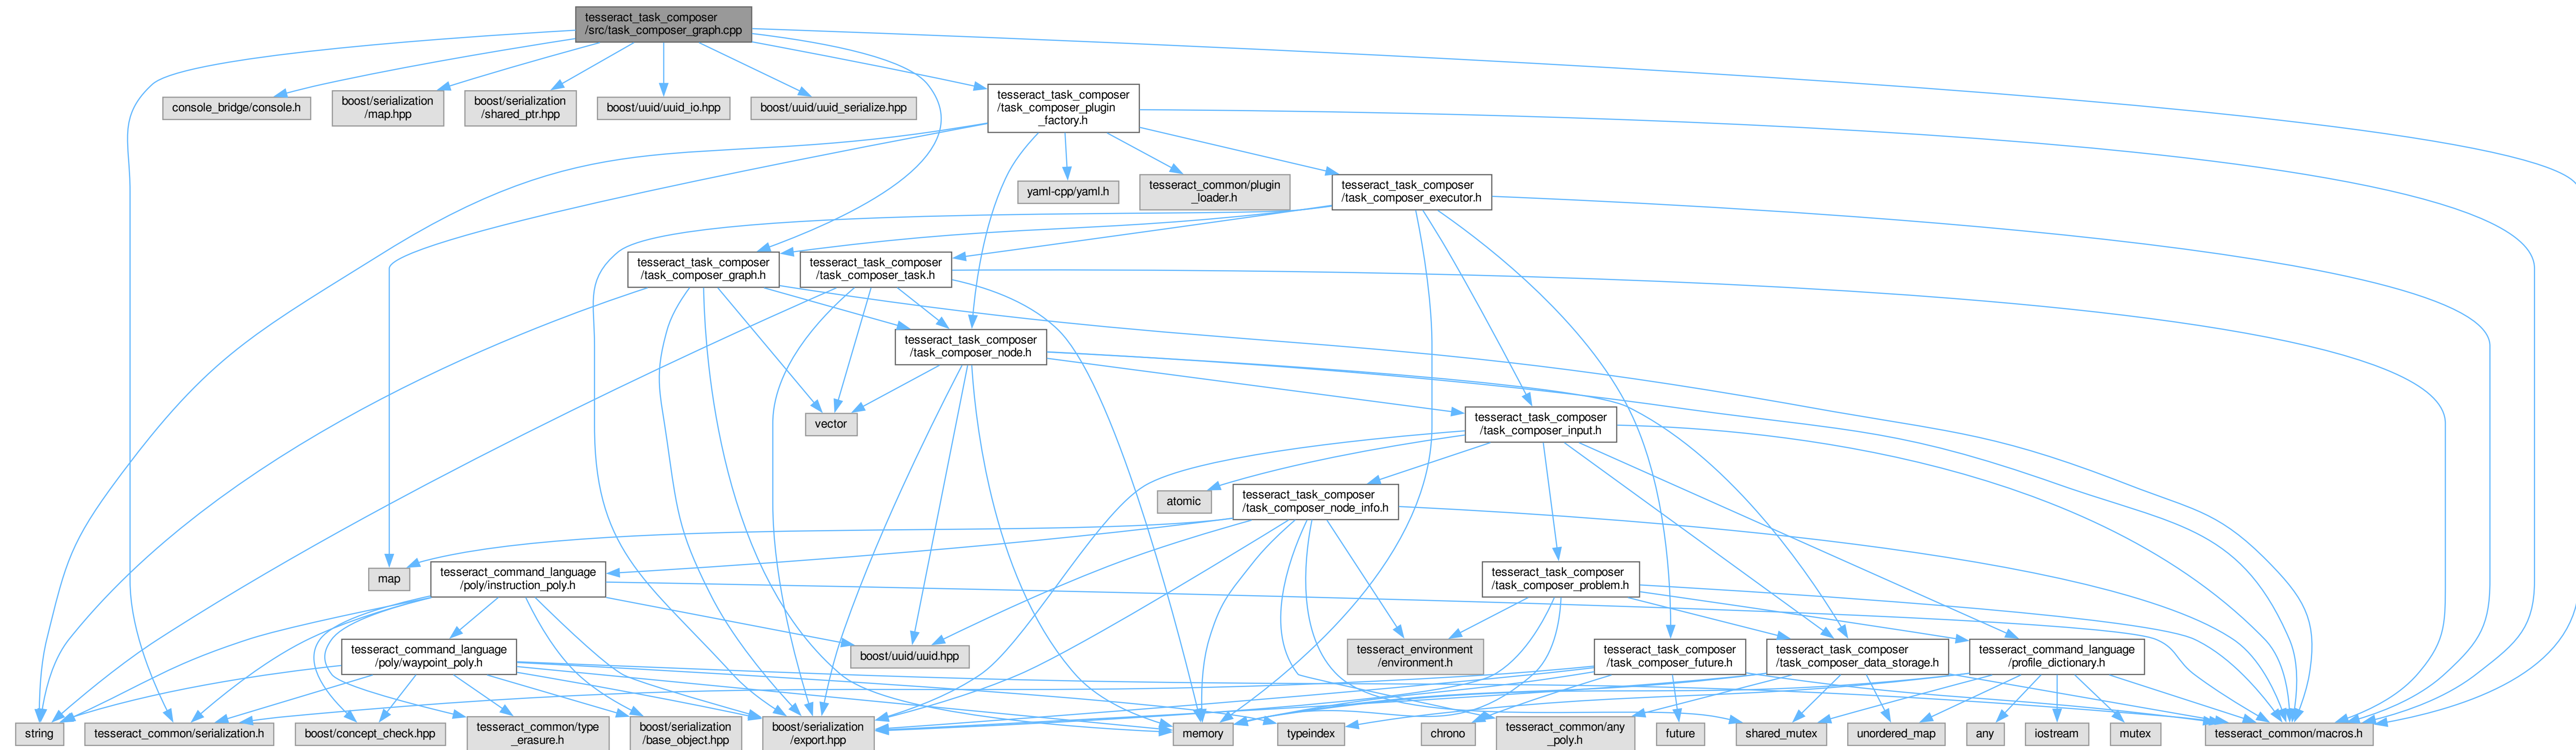 tesseract_task_composer
/src/task_composer_graph.cpp
console_bridge/console.h
boost/serialization
/map.hpp
boost/serialization
/shared_ptr.hpp
boost/uuid/uuid_io.hpp
boost/uuid/uuid_serialize.hpp
tesseract_task_composer
/task_composer_plugin
_factory.h
yaml-cpp/yaml.h
tesseract_common/plugin
_loader.h
tesseract_task_composer
/task_composer_executor.h
tesseract_task_composer
/task_composer_graph.h
tesseract_task_composer
/task_composer_task.h
tesseract_task_composer
/task_composer_node.h
vector
tesseract_task_composer
/task_composer_input.h
atomic
tesseract_task_composer
/task_composer_node_info.h
map
tesseract_command_language
/poly/instruction_poly.h
tesseract_task_composer
/task_composer_problem.h
tesseract_command_language
/poly/waypoint_poly.h
boost/uuid/uuid.hpp
tesseract_environment
/environment.h
tesseract_task_composer
/task_composer_future.h
tesseract_task_composer
/task_composer_data_storage.h
tesseract_command_language
/profile_dictionary.h
string
tesseract_common/serialization.h
boost/concept_check.hpp
tesseract_common/type
_erasure.h
boost/serialization
/base_object.hpp
boost/serialization
/export.hpp
memory
typeindex
chrono
tesseract_common/any
_poly.h
future
shared_mutex
unordered_map
any
iostream
mutex
tesseract_common/macros.h